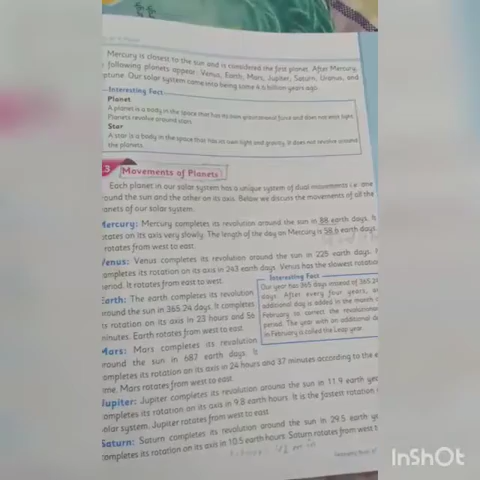 Mercury is closest to the sun and is considered the first planet. After Mercury,
following planets appear: Venus, Earth, Mars, Jupiter, Saturn, Uranus, and
ptune. Our solar system came into being some 4.5 billion years ago.
Interesting Fact
Planet
A planet is a body in the space that has its own gravitational force and does not emit light.
Planets revolve around stars.
Star
A star is a body in the space that has its own light and gravity. It does not revolve around
the planets.
3 Movements of Planets
Each planet in our solar system has a unique system of dual movements i.e. one
round the sun and the other on its axis. Below we discuss the movements of all the
anets of our solar system.
Mercury: Mercury completes its revolution around the sun in 88 earth days. It
otates on its axis very slowly. The length of the day on Mercury is 58.6 earth days.
rotates from west to east.
Venus: Venus completes its revolution around the sun in 225 earth days. I
ompletes its rotation on its axis in 243 earth days. Venus has the slowest rotation
period. It rotates from east to west.
Earth: The earth completes its revolution
round the sun in 365.24 days. It completes
s rotation on its axis in 23 hours and 56
inutes. Earth rotates from west to east.
Interesting Fact
Our year has 365 days instead of 365.24
days. After every four years, an
additional day is added in the month o
February to correct the revolutionar
period. The year with an additional da
in February is called the Leap year.
Mars: Mars completes its revolution
round the sun in 687 earth days. It
ompletes its rotation on its axis in 24 hours and 37 minutes according to the e
me. Mars rotates from west to east.
Jupiter: Jupiter completes its revolution around the sun in 11.9 earth yea
ompletes its rotation on its axis in 9.8 earth hours. It is the fastest rotation i
olar system. Jupiter rotates from west to east.
Saturn: Saturn completes its revolution around the sun in 29.5 earth ye
ompletes its rotation on its axis in 10.5 earth hours. Saturn rotates from west t
InShOt